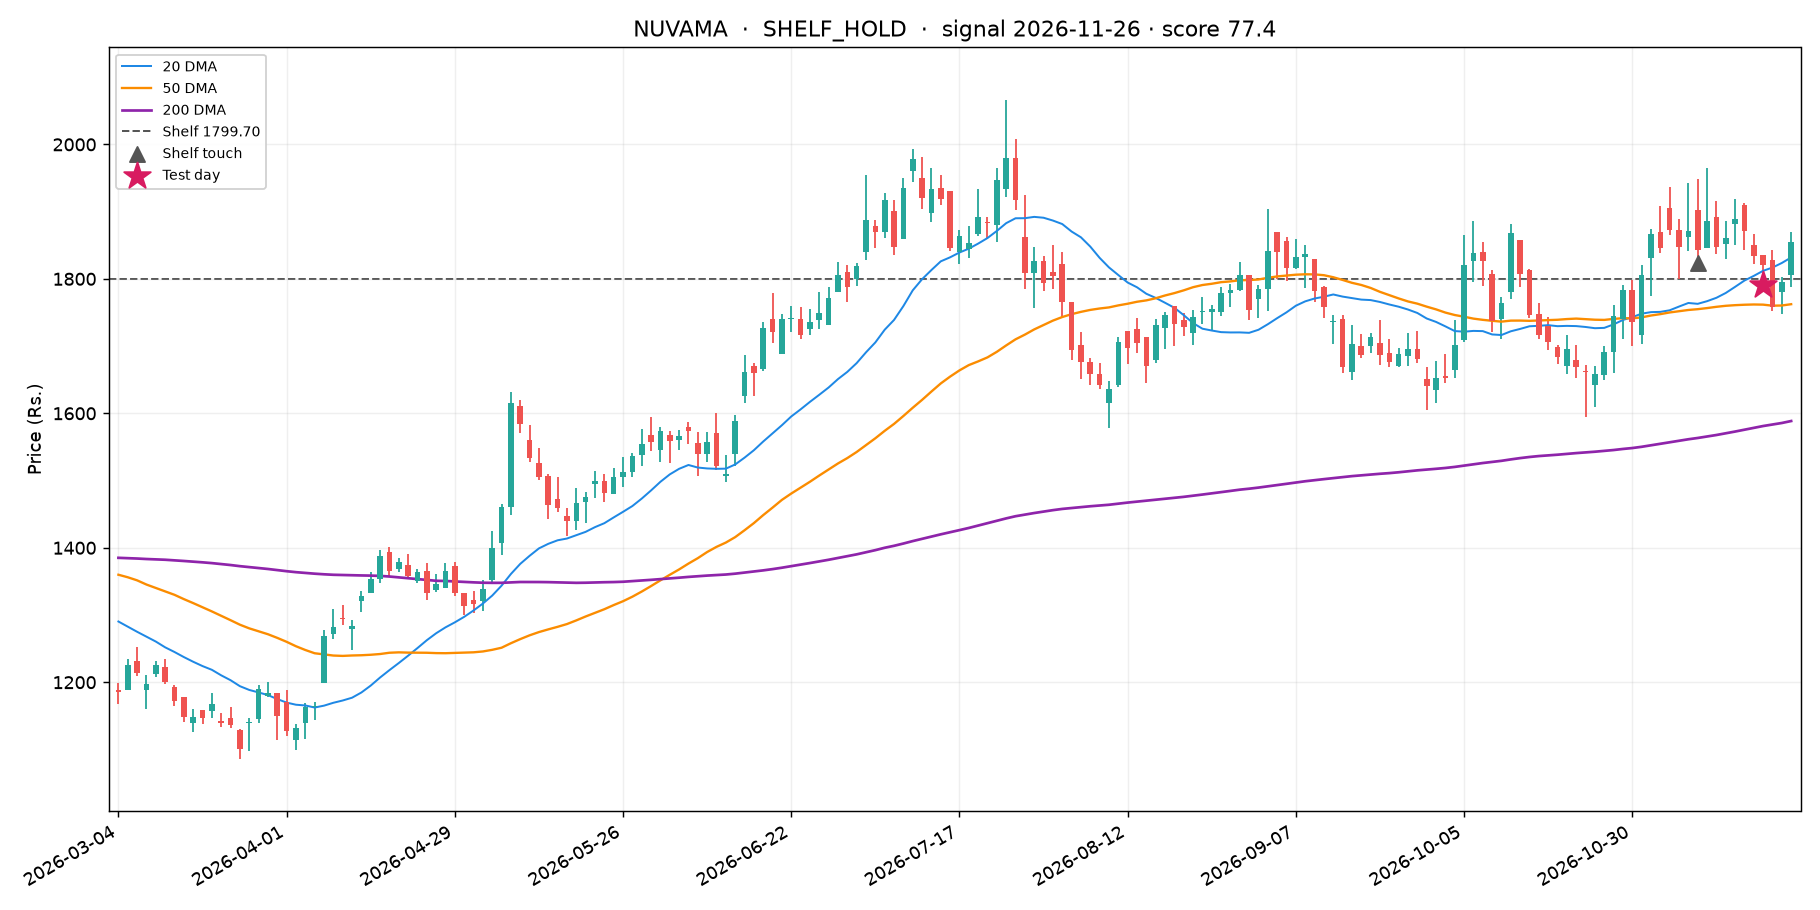 NUVAMA · SHELF_HOLD · signal 2026-11-26 · score 77.4
20 DMA
50 DMA
200 DMA
Shelf 1799.70
Shelf touch
Test day
Price (Rs.)
2000
1800
1600
1400
1200
2026-03-04
2026-04-01
2026-04-29
2026-05-26
2026-06-22
2026-07-17
2026-08-12
2026-09-07
2026-10-05
2026-10-30